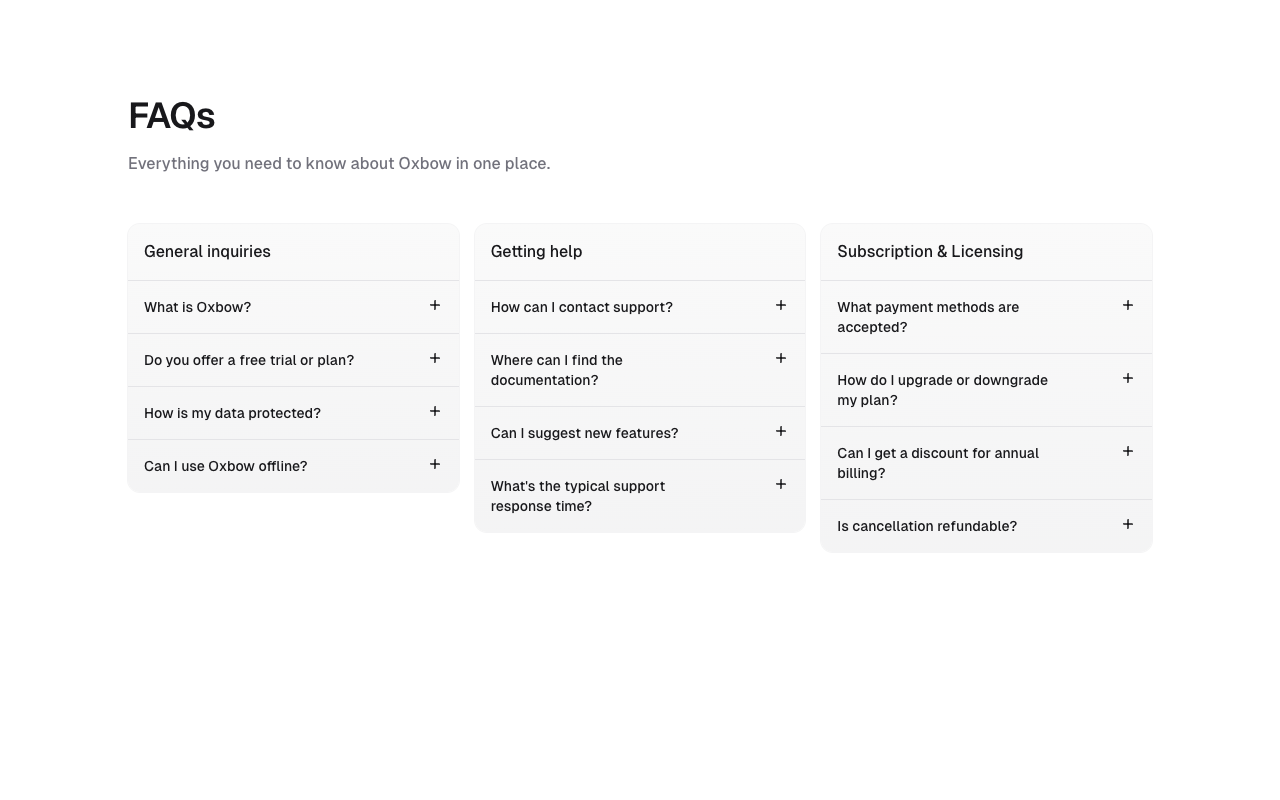 FAQs
Everything you need to know about Oxbow in one place.
General inquiries
What is Oxbow?
Do you offer a free trial or plan?
How is my data protected?
Can I use Oxbow offline?
Getting help
How can I contact support?
Where can I find the
documentation?
Can I suggest new features?
What's the typical support
response time?
Subscription & Licensing
What payment methods are
accepted?
How do I upgrade or downgrade
my plan?
Can I get a discount for annual
billing?
Is cancellation refundable?